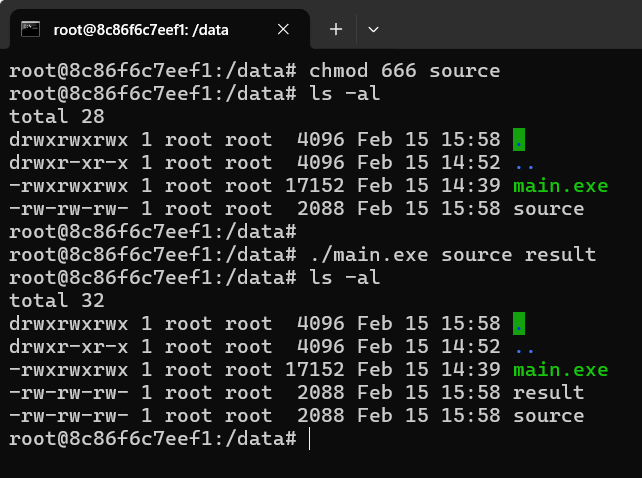 root@8c86f6c7eef1: /data
root@8c86f6c7eef1:/data# chmod 666 source
root@8c86f6c7eef1:/data# ls -al
total 28
drwxrwxrwx 1 root root  4096 Feb 15 15:58 .
drwxr-xr-x 1 root root  4096 Feb 15 14:52 ..
-rwxrwxrwx 1 root root 17152 Feb 15 14:39 main.exe
-rw-rw-rw- 1 root root  2088 Feb 15 15:58 source
root@8c86f6c7eef1:/data#
root@8c86f6c7eef1:/data# ./main.exe source result
root@8c86f6c7eef1:/data# ls -al
total 32
drwxrwxrwx 1 root root  4096 Feb 15 15:58 .
drwxr-xr-x 1 root root  4096 Feb 15 14:52 ..
-rwxrwxrwx 1 root root 17152 Feb 15 14:39 main.exe
-rw-rw-rw- 1 root root  2088 Feb 15 15:58 result
-rw-rw-rw- 1 root root  2088 Feb 15 15:58 source
root@8c86f6c7eef1:/data#